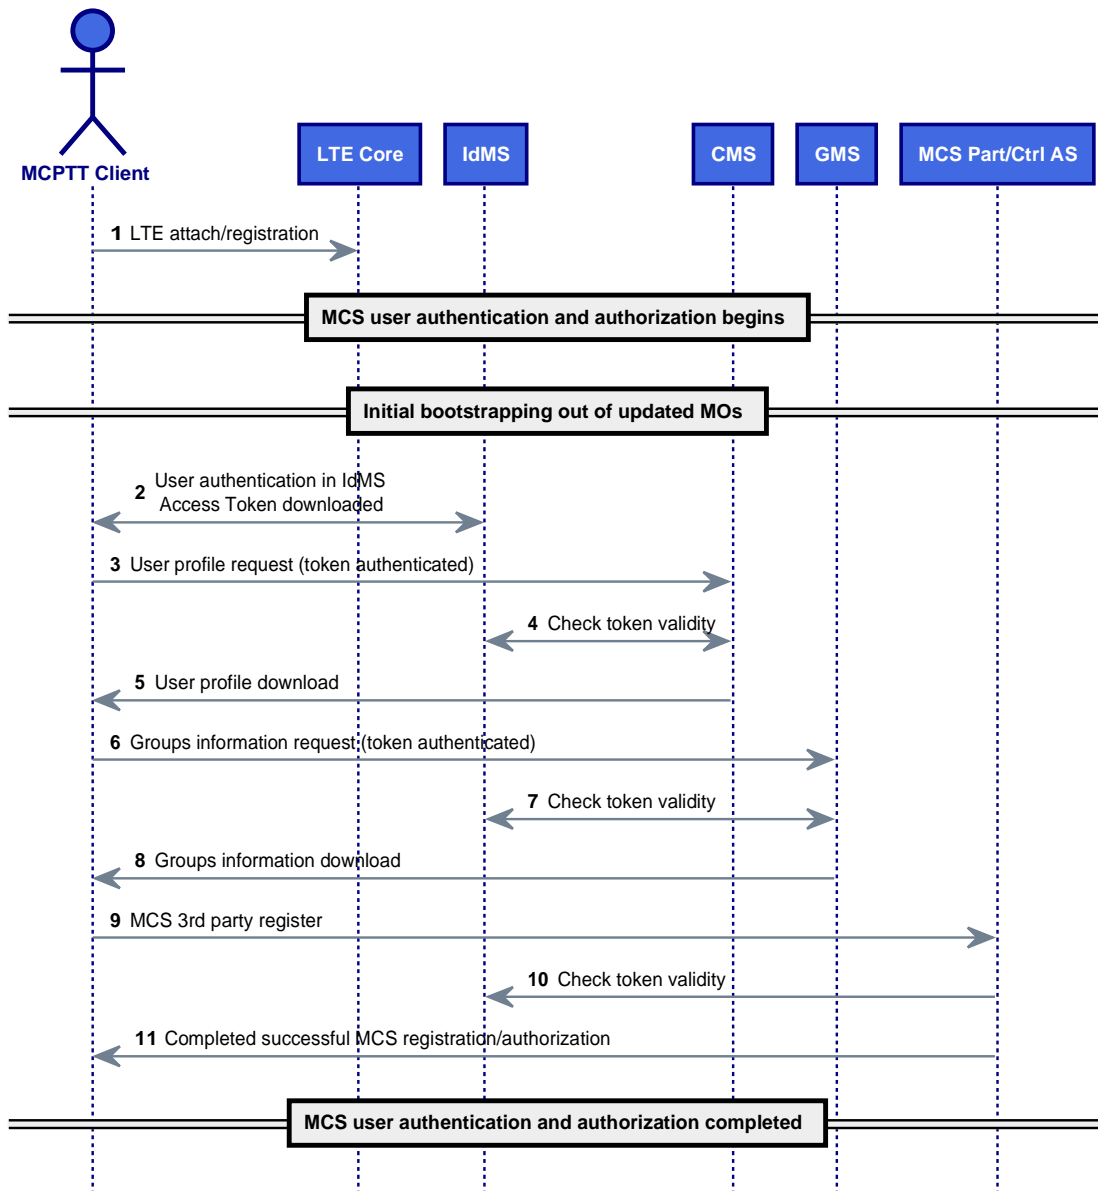 MCPTT Client
LTE Core
IdMS
CMS
GMS
MCS Part/Ctrl AS
1 LTE attach/registration
MCS user authentication and authorization begins
Initial bootstrapping out of updated MOs
2 User authentication in IdMS
Access Token downloaded
3 User profile request (token authenticated)
4 Check token validity
5 User profile download
6 Groups information request (token authenticated)
7 Check token validity
8 Groups information download
9 MCS 3rd party register
10 Check token validity
11 Completed successful MCS registration/authorization
MCS user authentication and authorization completed